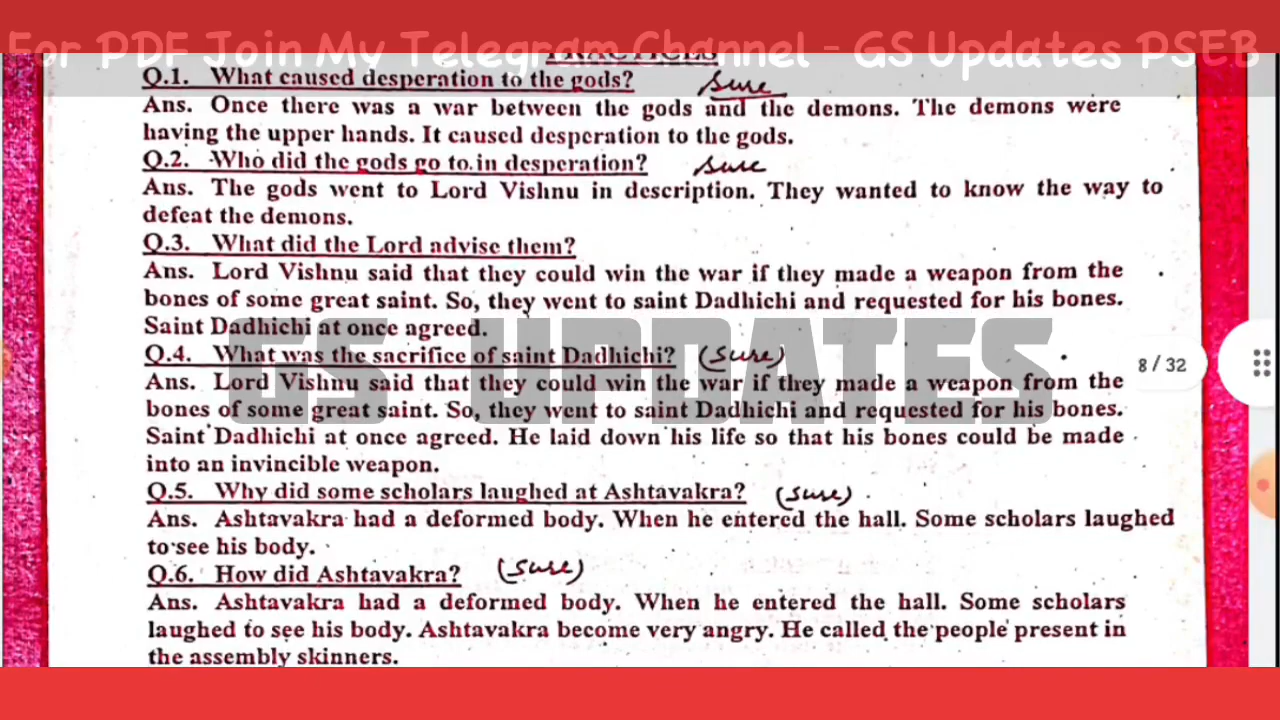 For PDF Join My Telegram Channel - GS Updates PSEB
PRACTICES
Q.1. What caused desperation to the gods? Sure
Ans. Once there was a war between the gods and the demons. The demons were
having the upper hands. It caused desperation to the gods.
Q.2. Who did the gods go to in desperation? Sure
Ans. The gods went to Lord Vishnu in description. They wanted to know the way to
defeat the demons.
Q.3. What did the Lord advise them?
Ans. Lord Vishnu said that they could win the war if they made a weapon from the
bones of some great saint. So, they went to saint Dadhichi and requested for his bones.
Saint Dadhichi at once agreed.
GS UPDATES
Q.4. What was the sacrifice of saint Dadhichi? (Sure)
8 / 32
Ans. Lord Vishnu said that they could win the war if they made a weapon from the
bones of some great saint. So, they went to saint Dadhichi and requested for his bones.
Saint Dadhichi at once agreed. He laid down his life so that his bones could be made
into an invincible weapon.
Q.5. Why did some scholars laughed at Ashtavakra? (Sure)
Ans. Ashtavakra had a deformed body. When he entered the hall. Some scholars laughed
to see his body.
Q.6. How did Ashtavakra? (Sure)
Ans. Ashtavakra had a deformed body. When he entered the hall. Some scholars
laughed to see his body. Ashtavakra become very angry. He called the people present in
the assembly skinners.